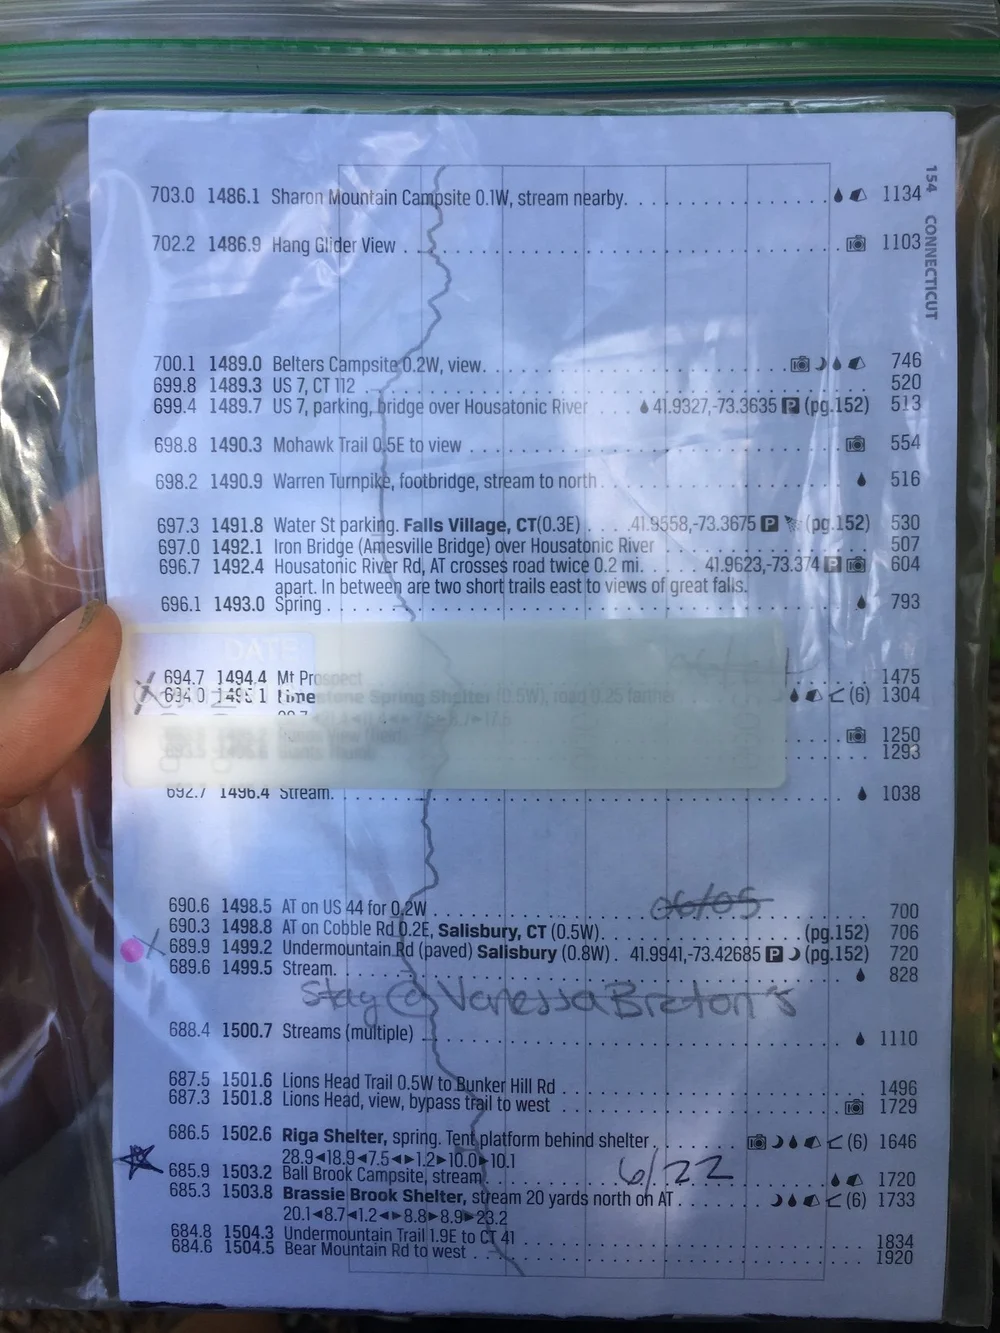 154 CONNECTICUT
703.0 1486.1 Sharon Mountain Campsite 0.1W, stream nearby. 1134
702.2 1486.9 Hang Glider View 1103
700.1 1489.0 Belters Campsite 0.2W, view. 746
699.8 1489.3 US 7, CT 112 520
699.4 1489.7 US 7, parking, bridge over Housatonic River 41.9327,-73.3635 P (pg.152) 513
698.8 1490.3 Mohawk Trail 0.5E to view 554
698.2 1490.9 Warren Turnpike, footbridge, stream to north 516
697.3 1491.8 Water St parking. Falls Village, CT(0.3E) 41.9558,-73.3675 P (pg.152) 530
697.0 1492.1 Iron Bridge (Amesville Bridge) over Housatonic River 507
696.7 1492.4 Housatonic River Rd, AT crosses road twice 0.2 mi. 41.9623,-73.374 P 604
apart. In between are two short trails east to views of great falls.
696.1 1493.0 Spring 793
DATE
694.7 1494.4 Mt Prospect 1475
694.0 1495.1 Limestone Spring Shelter (0.5W), road 0.25 farther (6) 1304
1250
1293
692.7 1496.4 Stream. 1038
690.6 1498.5 AT on US 44 for 0.2W 06/05 700
690.3 1498.8 AT on Cobble Rd 0.2E, Salisbury, CT (0.5W). (pg.152) 706
689.9 1499.2 Undermountain Rd (paved) Salisbury (0.8W). 41.9941,-73.42685 P (pg.152) 720
689.6 1499.5 Stream. 828
Stay @ Vanessa Breton's
688.4 1500.7 Streams (multiple) 1110
687.5 1501.6 Lions Head Trail 0.5W to Bunker Hill Rd 1496
687.3 1501.8 Lions Head, view, bypass trail to west 1729
686.5 1502.6 Riga Shelter, spring. Tent platform behind shelter (6) 1646
28.9◄18.9◄7.5◄►1.2►10.0►10.1
685.9 1503.2 Ball Brook Campsite, stream 6/22 1720
685.3 1503.8 Brassie Brook Shelter, stream 20 yards north on AT (6) 1733
20.1◄8.7◄1.2◄►8.8►8.9►23.2
684.8 1504.3 Undermountain Trail 1.9E to CT 41 1834
684.6 1504.5 Bear Mountain Rd to west 1920